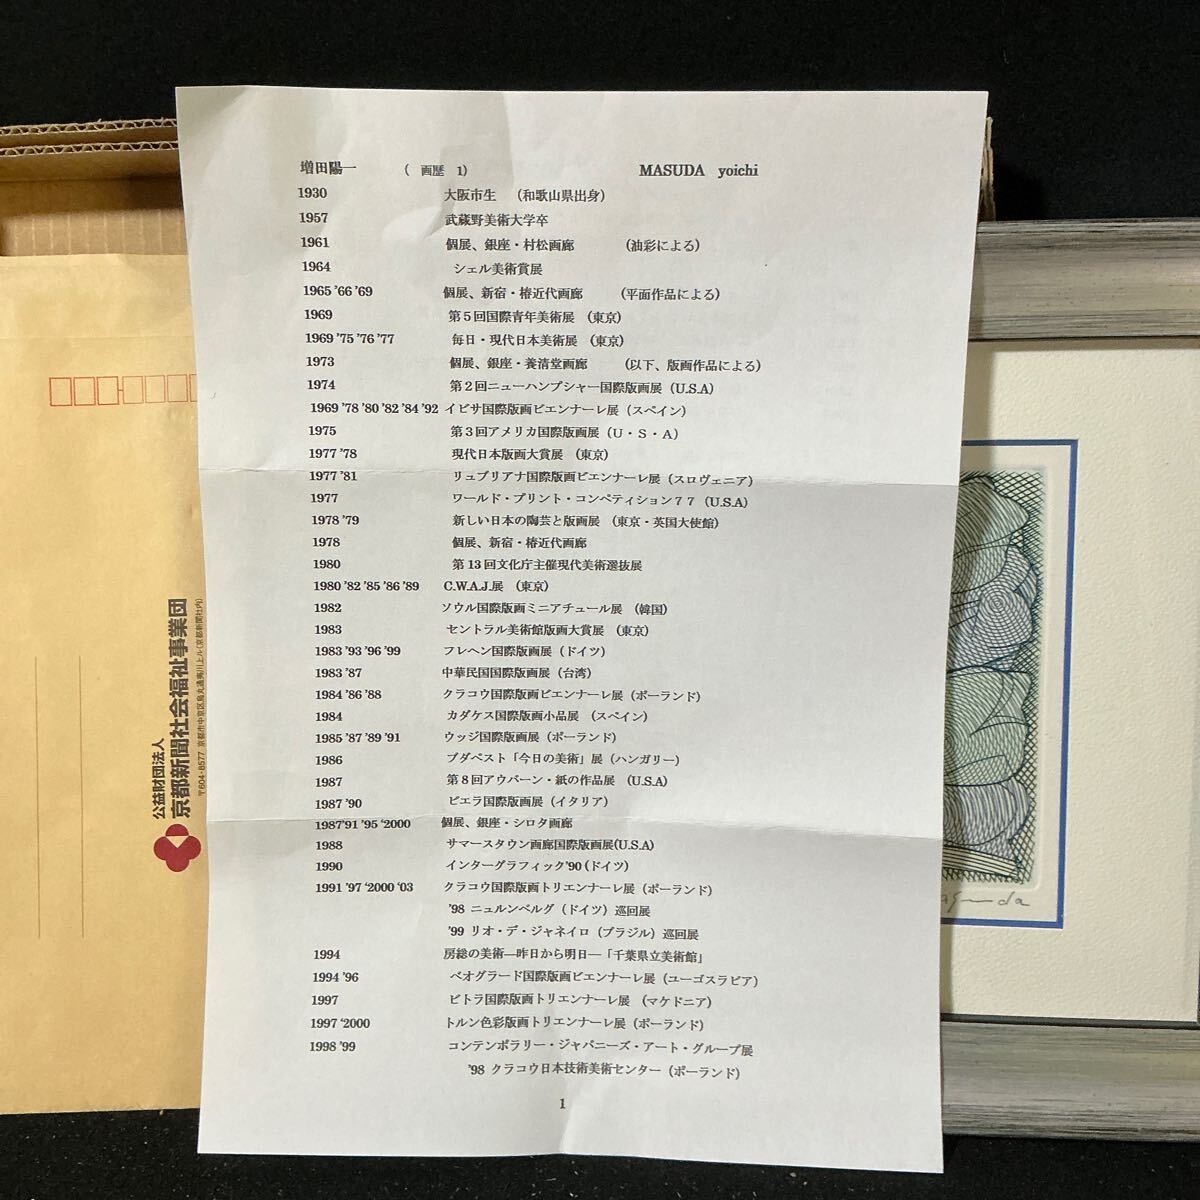 増田陽一 （ 画歴 1） MASUDA yoichi
1930 大阪市生 （和歌山県出身）
1957 武蔵野美術大学卒
1961 個展、銀座・村松画廊 （油彩による）
1964 シェル美術賞展
1965 ’66 ’69 個展、新宿・椿近代画廊 （平面作品による）
1969 第５回国際青年美術展 （東京）
1969 ’75 ’76 ’77 毎日・現代日本美術展 （東京）
1973 個展、銀座・養清堂画廊 （以下、版画作品による）
1974 第２回ニューハンプシャー国際版画展（U.S.A）
1969 ’78 ’80 ’82 ’84 ’92 イビサ国際版画ビエンナーレ展（スペイン）
1975 第３回アメリカ国際版画展（Ｕ・Ｓ・Ａ）
1977 ’78 現代日本版画大賞展 （東京）
1977 ’81 リュブリアナ国際版画ビエンナーレ展（スロヴェニア）
1977 ワールド・プリント・コンペティション７７（U.S.A）
1978 ’79 新しい日本の陶芸と版画展 （東京・英国大使館）
1978 個展、新宿・椿近代画廊
1980 第13回文化庁主催現代美術選抜展
1980 ’82 ’85 ’86 ’89 C.W.A.J.展 （東京）
1982 ソウル国際版画ミニアチュール展 （韓国）
1983 セントラル美術館版画大賞展 （東京）
1983 ’93 ’96 ’99 フレヘン国際版画展（ドイツ）
1983 ’87 中華民国国際版画展（台湾）
1984 ’86 ’88 クラコウ国際版画ビエンナーレ展（ポーランド）
1984 カダケス国際版画小品展 （スペイン）
1985 ’87 ’89 ’91 ウッジ国際版画展（ポーランド）
1986 ブダペスト「今日の美術」展（ハンガリー）
1987 第８回アウバーン・紙の作品展 （U.S.A）
1987 ’90 ビエラ国際版画展（イタリア）
1987’91 ’95 ‘2000 個展、銀座・シロタ画廊
1988 サマースタウン画廊国際版画展(U.S.A)
1990 インターグラフィック’90（ドイツ）
1991 ’97 ‘2000 ‘03 クラコウ国際版画トリエンナーレ展（ポーランド）
’98 ニュルンベルグ（ドイツ）巡回展
’99 リオ・デ・ジャネイロ（ブラジル）巡回展
1994 房総の美術―昨日から明日―「千葉県立美術館」
1994 ’96 ベオグラード国際版画ビエンナーレ展（ユーゴスラビア）
1997 ビトラ国際版画トリエンナーレ展 （マケドニア）
1997 ‘2000 トルン色彩版画トリエンナーレ展（ポーランド）
1998 ’99 コンテンポラリー・ジャパニーズ・アート・グループ展
’98 クラコウ日本技術美術センター（ポーランド）
1
公益財団法人
京都新聞社会福祉事業団
〒604-8577 京都市中京区烏丸通夷川上ル（京都新聞社内）